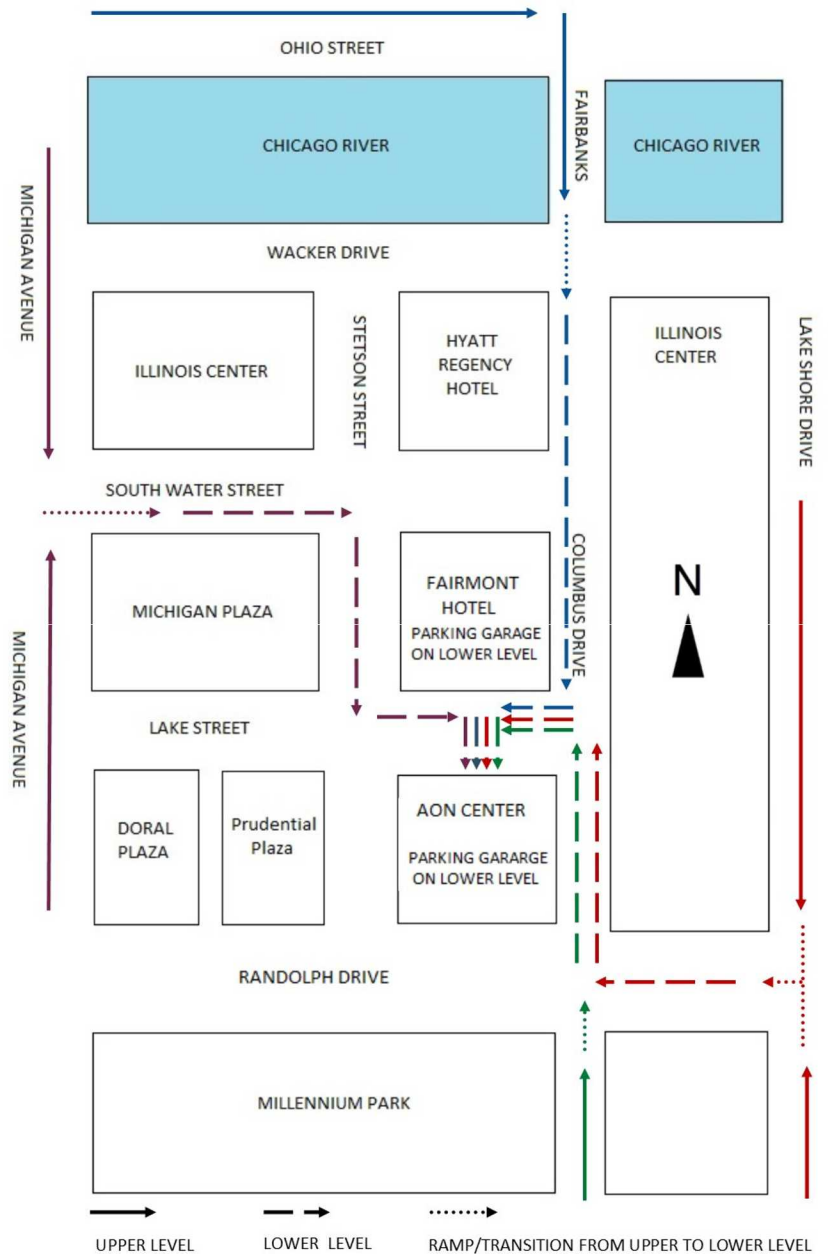 OHIO STREET
CHICAGO RIVER
FAIRBANKS
CHICAGO RIVER
MICHIGAN AVENUE
WACKER DRIVE
ILLINOIS CENTER
STETSON STREET
HYATT
REGENCY
HOTEL
ILLINOIS
CENTER
LAKE SHORE DRIVE
SOUTH WATER STREET
MICHIGAN PLAZA
FAIRMONT
HOTEL
PARKING GARAGE
ON LOWER LEVEL
COLUMBUS DRIVE
N
MICHIGAN AVENUE
LAKE STREET
DORAL
PLAZA
Prudential
Plaza
AON CENTER
PARKING GARARGE
ON LOWER LEVEL
RANDOLPH DRIVE
MILLENNIUM PARK
UPPER LEVEL
LOWER LEVEL
RAMP/TRANSITION FROM UPPER TO LOWER LEVEL